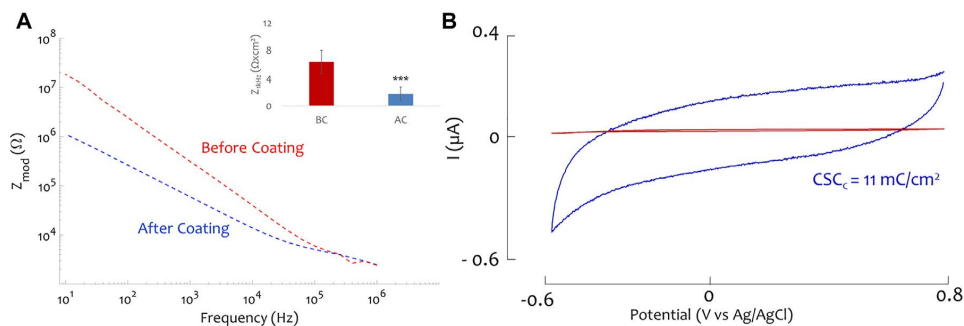 A
10⁸
10⁷
10⁶
10⁵
10⁴
Z_mod (Ω)
10¹
10²
10³
10⁴
10⁵
10⁶
Frequency (Hz)
Before Coating
After Coating
12
8
4
0
Z₁ₖHz (Ωxcm²)
***
BC
AC
B
0.4
0
- 0.6
I (µA)
CSC_c = 11 mC/cm²
-0.6
0
0.8
Potential (V vs Ag/AgCl)